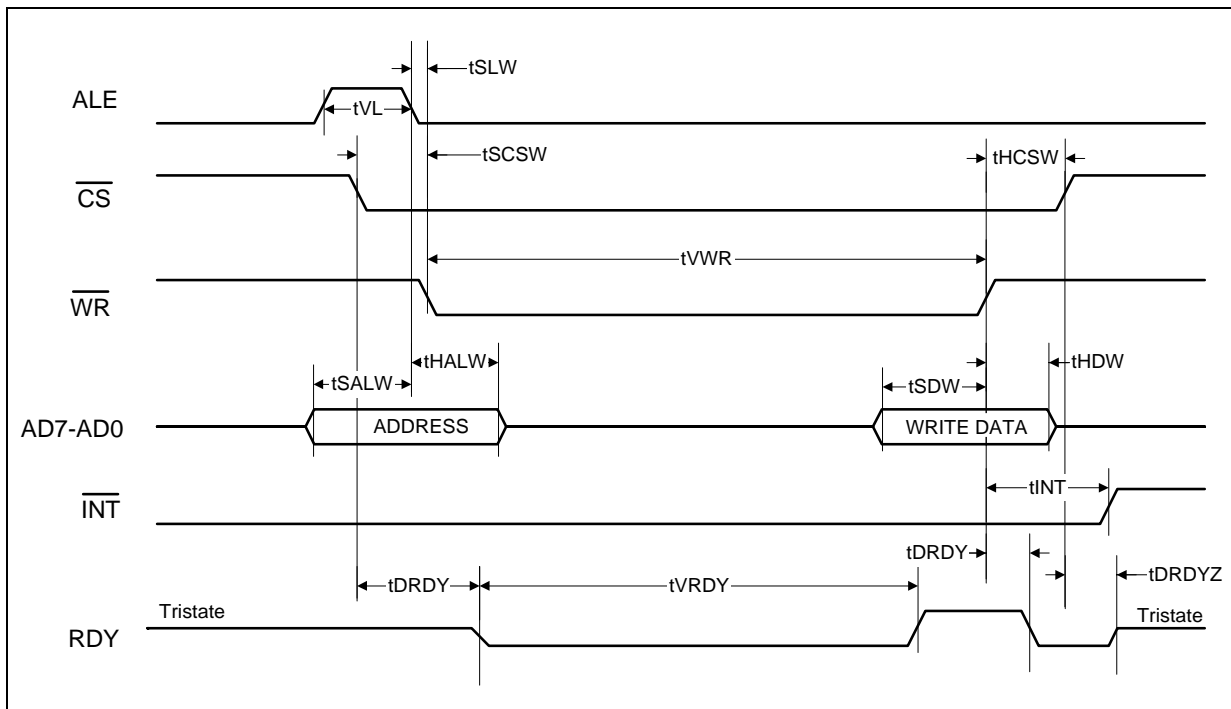 tSLW
ALE
tVL
tSCSW
tHCSW
CS
tVWR
WR
tHALW
tSALW
tHDW
tSDW
AD7-AD0
ADDRESS
WRITE DATA
INT
tINT
tDRDY
tDRDY
tVRDY
tDRDYZ
Tristate
Tristate
RDY